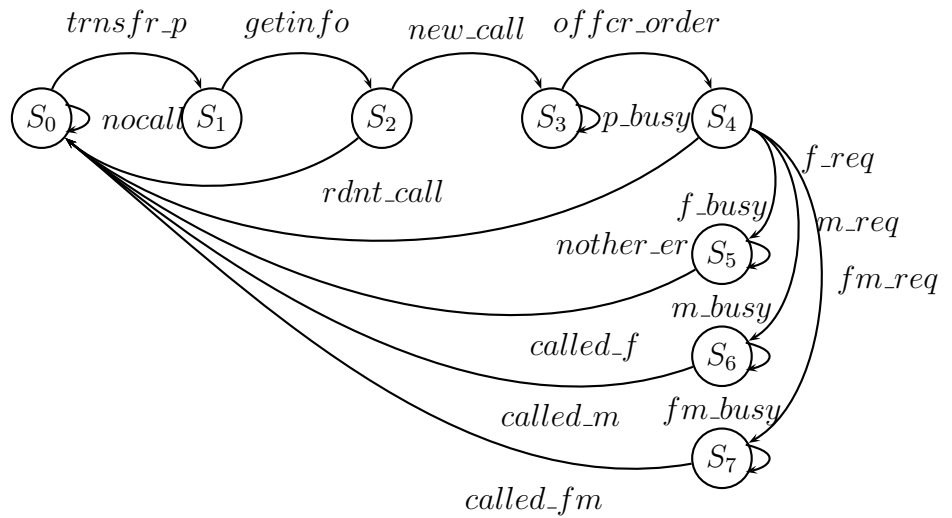 trnsfr_p getinfo new_call offcr_order
S0 nocall S1 S2 S3 p_busy S4
f_req
rdnt_call
f_busy
m_req
nother_er S5
fm_req
m_busy
called_f S6
called_m fm_busy
S7
called_fm